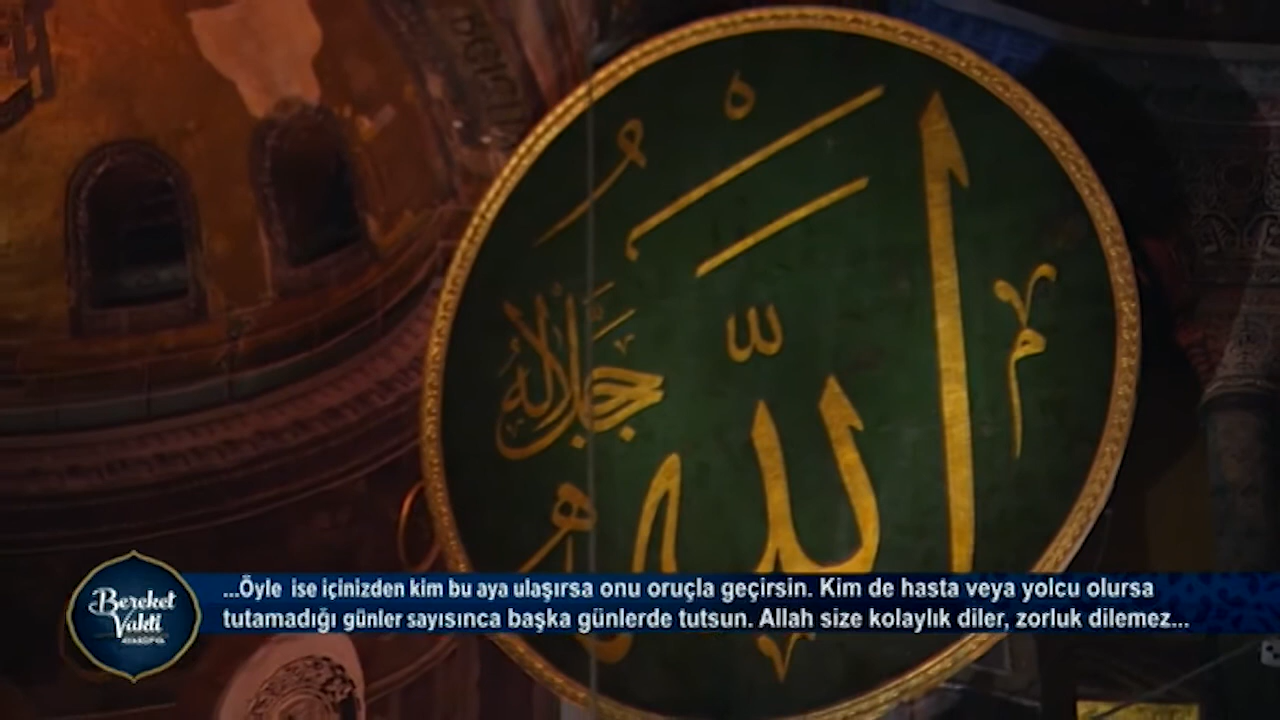 الله
جل جلاله
...Öyle ise içinizden kim bu aya ulaşırsa onu oruçla geçirsin. Kim de hasta veya yolcu olursa
tutamadığı günler sayısınca başka günlerde tutsun. Allah size kolaylık diler, zorluk dilemez...
Bereket
Vakti